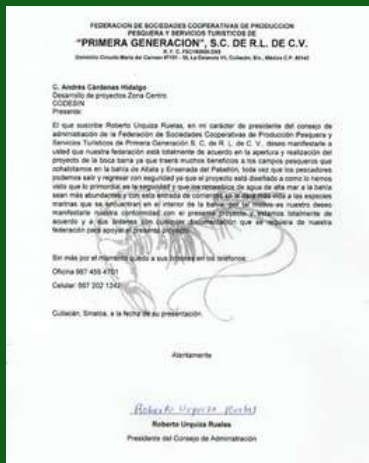 FEDERACION DE SOCIEDADES COOPERATIVAS DE PRODUCCION
PESQUERA Y SERVICIOS TURISTICOS DE
"PRIMERA GENERACION", S.C. DE R.L. DE C.V.
C. Andrés Cárdenas Hidalgo
Desarrollo de proyectos Zona Centro
CODESIN
Presente:
El que suscribe Roberto Urquiza Ruelas, en mi carácter de presidente del consejo de
administración de la Federación de Sociedades Cooperativas de Producción Pesquera y
Servicios Turísticos de Primera Generación S. C. de R. L. de C. V., deseo manifestarle a
usted que nuestra federación está totalmente de acuerdo en la apertura y realización del
proyecto de la boca barra ya que traerá muchos beneficios a los campos pesqueros que
cohabitamos en la bahía de Altata y Ensenada del Pabellón, toda vez que los pescadores
podamos salir y regresar con seguridad ya que el proyecto está diseñado a como lo hemos
visto que lo primordial es la seguridad y que los recambios de agua de alta mar a la bahía
sean más abundantes y con esta entrada de corrientes se le dará más vida a las especies
marinas que se encuentran en el interior de la bahía, por tal motivo es nuestro deseo
manifestarle nuestra conformidad con el presente proyecto y estamos totalmente de
acuerdo y a sus órdenes con cualquier documentación que se requiera de nuestra
federación para apoyar el presente proyecto.
Sin más por el momento quedo a sus órdenes en los teléfonos:
Oficina 667 455 4701
Celular: 667 202 1342
Culiacán, Sinaloa, a la fecha de su presentación.
Atentamente
Roberto Urquiza Ruelas
Roberto Urquiza Ruelas
Presidente del Consejo de Administración